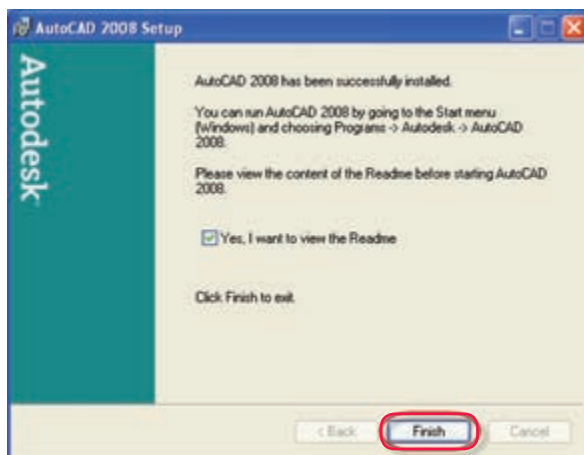 AutoCAD 2008 Setup
Autodesk
AutoCAD 2008 has been successfully installed.
You can run AutoCAD 2008 by going to the Start menu
(Windows) and choosing Programs -> Autodesk -> AutoCAD
2008.
Please view the content of the Readme before starting AutoCAD
2008.
Yes, I want to view the Readme
Click Finish to exit.
< Back
Finish
Cancel